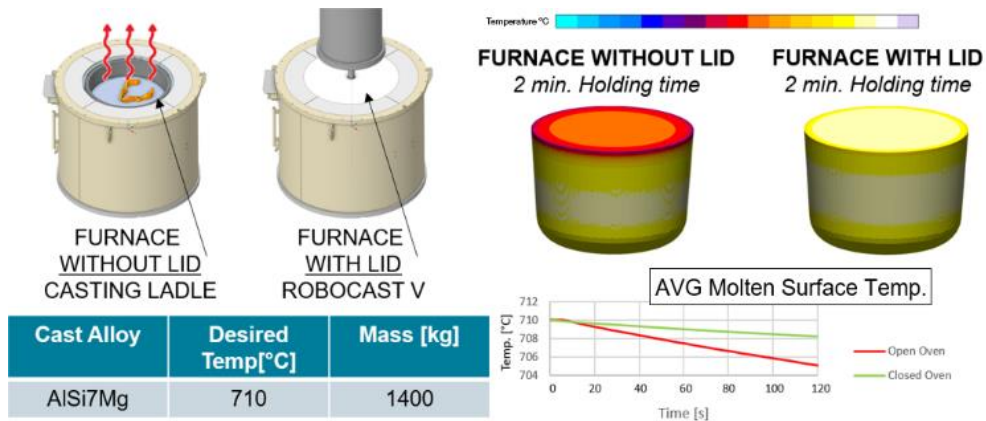 Temperature ºC
FURNACE WITHOUT LID
2 min. Holding time
FURNACE WITH LID
2 min. Holding time
FURNACE
WITHOUT LID
CASTING LADLE
FURNACE
WITH LID
ROBOCAST V
Cast Alloy
Desired
Temp[°C]
Mass [kg]
AlSi7Mg
710
1400
AVG Molten Surface Temp.
Temp. [°C]
712
710
708
706
704
0
20
40
60
80
100
120
Time [s]
Open Oven
Closed Oven